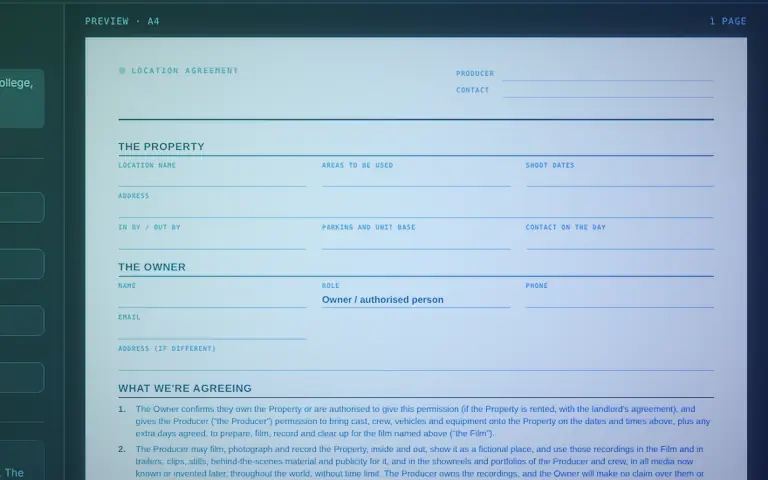 PREVIEW · A4
1 PAGE
ollege,
LOCATION AGREEMENT
PRODUCER
CONTACT
THE PROPERTY
LOCATION NAME
AREAS TO BE USED
SHOOT DATES
ADDRESS
IN BY / OUT BY
PARKING AND UNIT BASE
CONTACT ON THE DAY
THE OWNER
NAME
ROLE
PHONE
Owner / authorised person
EMAIL
ADDRESS (IF DIFFERENT)
WHAT WE'RE AGREEING
1. The Owner confirms they own the Property or are authorised to give this permission (if the Property is rented, with the landlord's agreement), and
gives the Producer ("the Producer") permission to bring cast, crew, vehicles and equipment onto the Property on the dates and times above, plus any
extra days agreed, to prepare, film, record and clear up for the film named above ("the Film").
2. The Producer may film, photograph and record the Property, inside and out, show it as a fictional place, and use those recordings in the Film and in
trailers, clips, stills, behind-the-scenes material and publicity for it, and in the showreels and portfolios of the Producer and crew, in all media now
known or invented later, throughout the world, without time limit. The Producer owns the recordings, and the Owner will make no claim over them or
. The